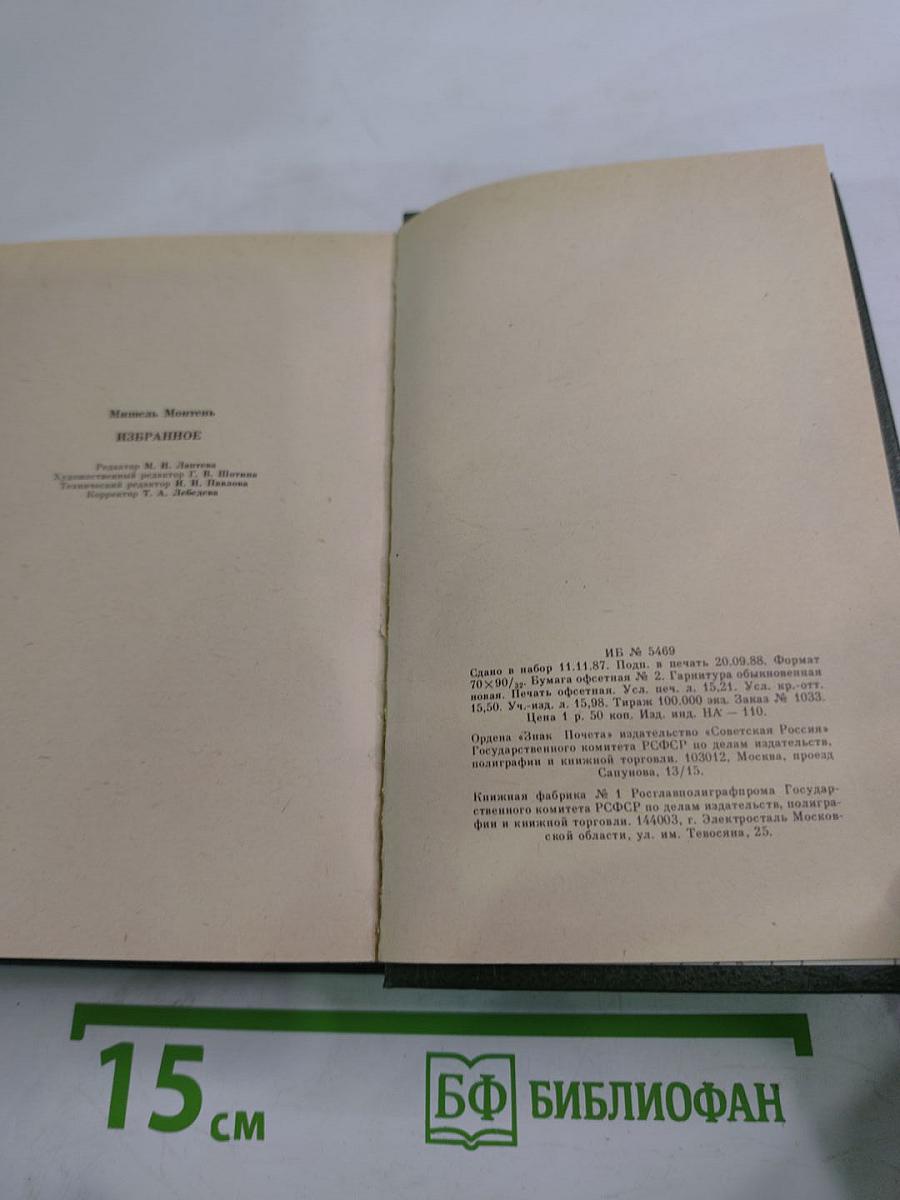 Мишель Монтень
ИЗБРАННОЕ
Редактор М. И. Лаптева
Художественный редактор Г. В. Шотина
Технический редактор И. И. Павлова
Корректор Т. А. Лебедева
ИБ № 5469
Сдано в набор 11.11.87. Подп. в печать 20.09.88. Формат
70×90/32. Бумага офсетная № 2. Гарнитура обыкновенная
новая. Печать офсетная. Усл. печ. л. 15,21. Усл. кр.-отт.
15,50. Уч.-изд. л. 15,98. Тираж 100.000 экз. Заказ № 1033.
Цена 1 р. 50 коп. Изд. инд. НА — 110.
Ордена «Знак Почета» издательство «Советская Россия»
Государственного комитета РСФСР по делам издательств,
полиграфии и книжной торговли. 103012, Москва, проезд
Сапунова, 13/15.
Книжная фабрика № 1 Росглавполиграфпрома Государ-
ственного комитета РСФСР по делам издательств, полигра-
фии и книжной торговли. 144003, г. Электросталь Москов-
ской области, ул. им. Тевосяна, 25.
15 см
БФ БИБЛИОФАН